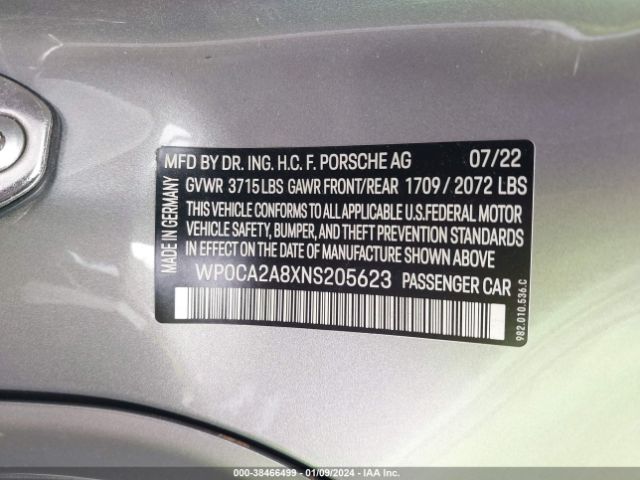 MFD BY DR. ING. H.C. F. PORSCHE AG 07/22
GVWR 3715 LBS GAWR FRONT/REAR 1709 / 2072 LBS
THIS VEHICLE CONFORMS TO ALL APPLICABLE U.S.FEDERAL MOTOR
VEHICLE SAFETY, BUMPER, AND THEFT PREVENTION STANDARDS
IN EFFECT ON THE DATE OF MANUFACTURE SHOWN ABOVE
WP0CA2A8XNS205623 PASSENGER CAR
MADE IN GERMANY
982.010.536.C
000-38466499 - 01/09/2024 - IAA Inc.